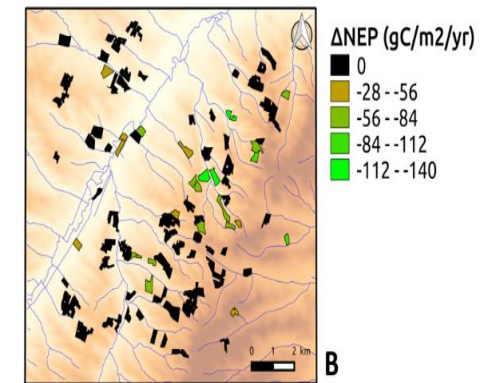 ΔNEP (gC/m2/yr)
0
-28 - -56
-56 - -84
-84 - -112
-112 - -140
0 1 2 km
B